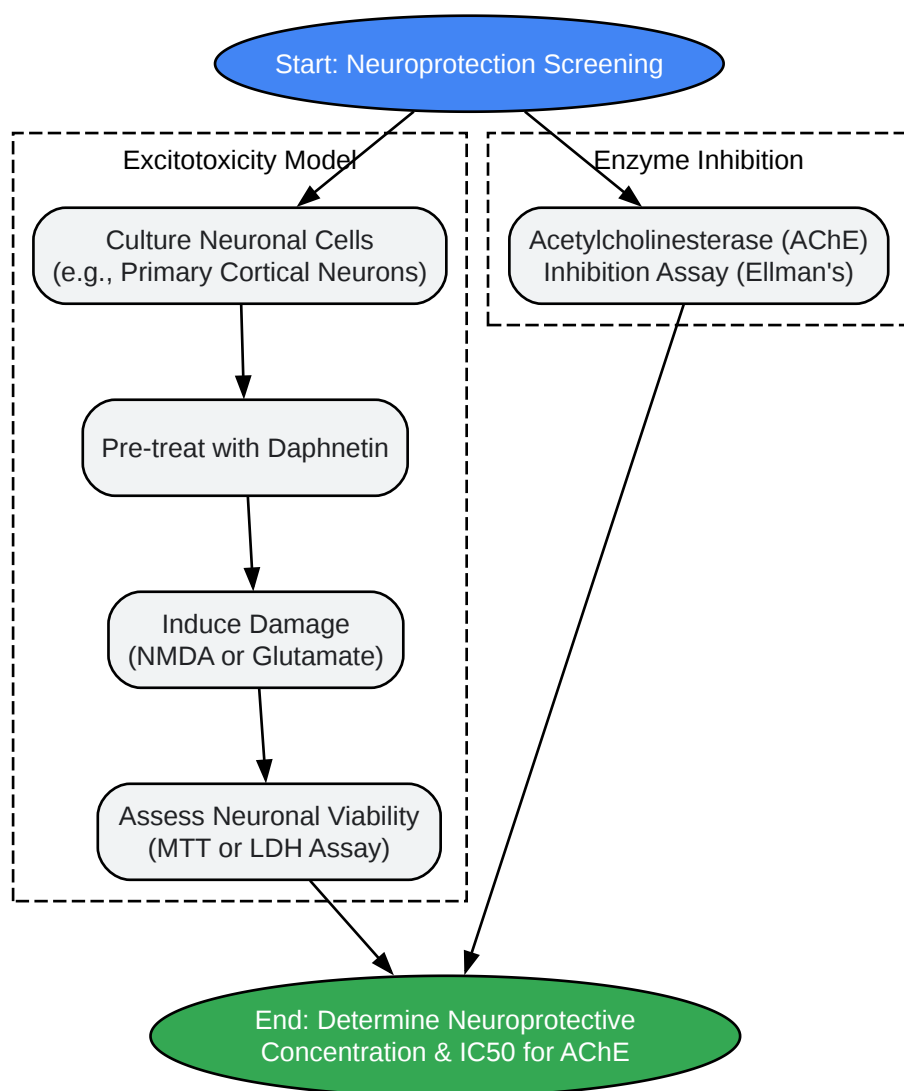 Start: Neuroprotection Screening
Excitotoxicity Model
Culture Neuronal Cells
(e.g., Primary Cortical Neurons)
Pre-treat with Daphnetin
Induce Damage
(NMDA or Glutamate)
Assess Neuronal Viability
(MTT or LDH Assay)
Enzyme Inhibition
Acetylcholinesterase (AChE)
Inhibition Assay (Ellman's)
End: Determine Neuroprotective
Concentration & IC50 for AChE